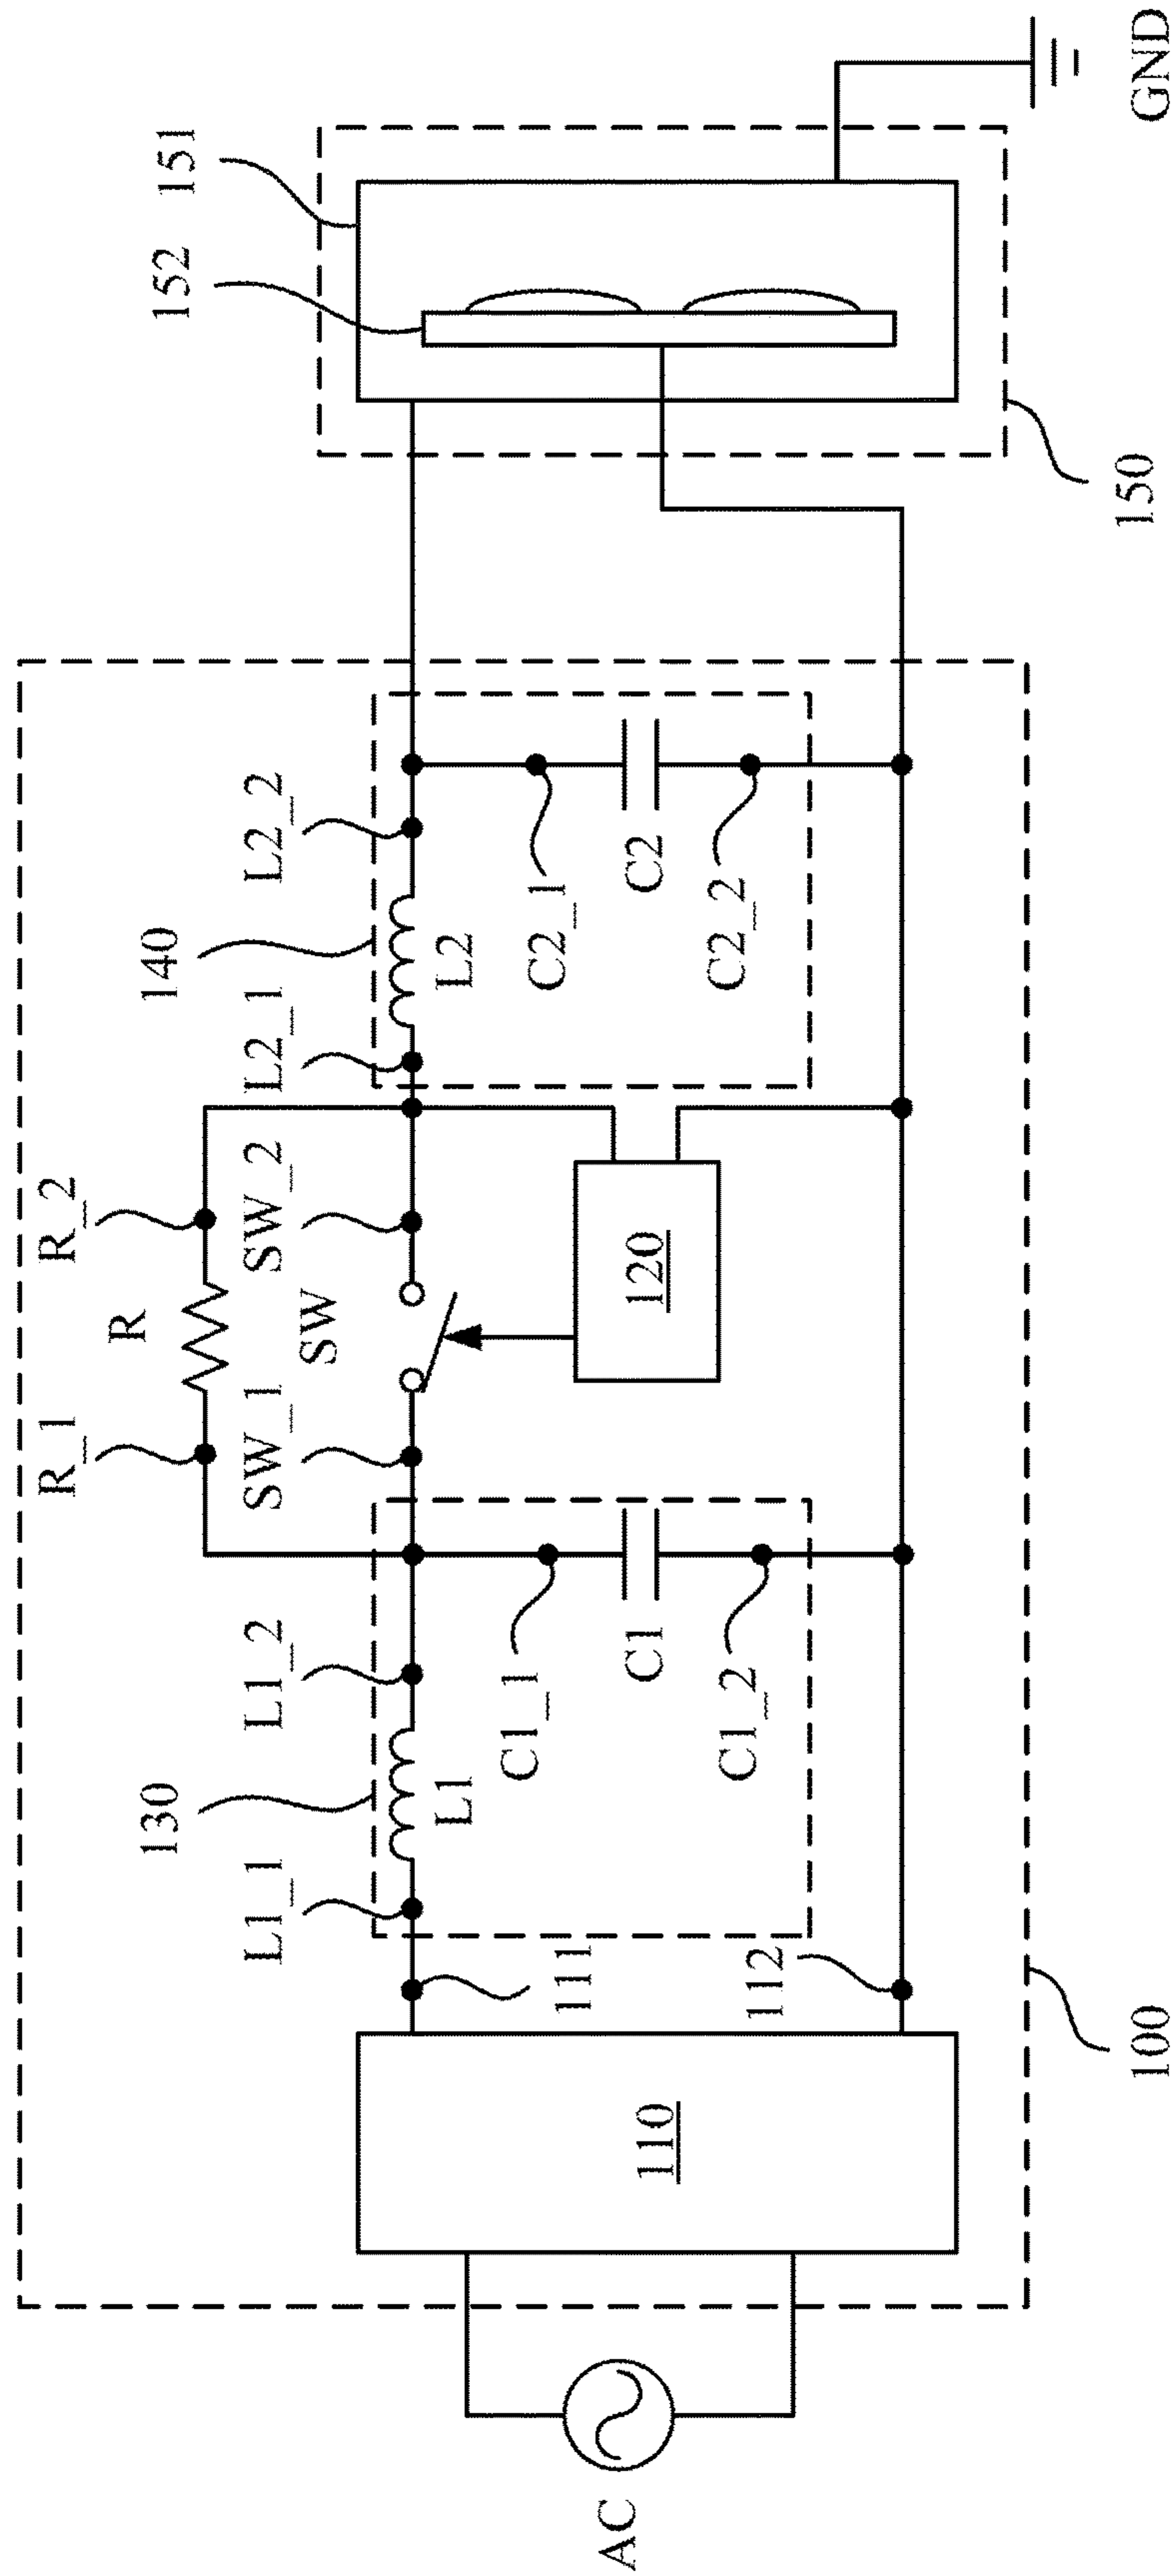 R_1
R
R_2
130
140
152
151
L1_1
L1_2
SW_1
SW
SW_2
L2_1
L2_2
L1
L2
111
C1_1
C2_1
AC
110
C1
120
C2
112
C1_2
C2_2
100
150
GND